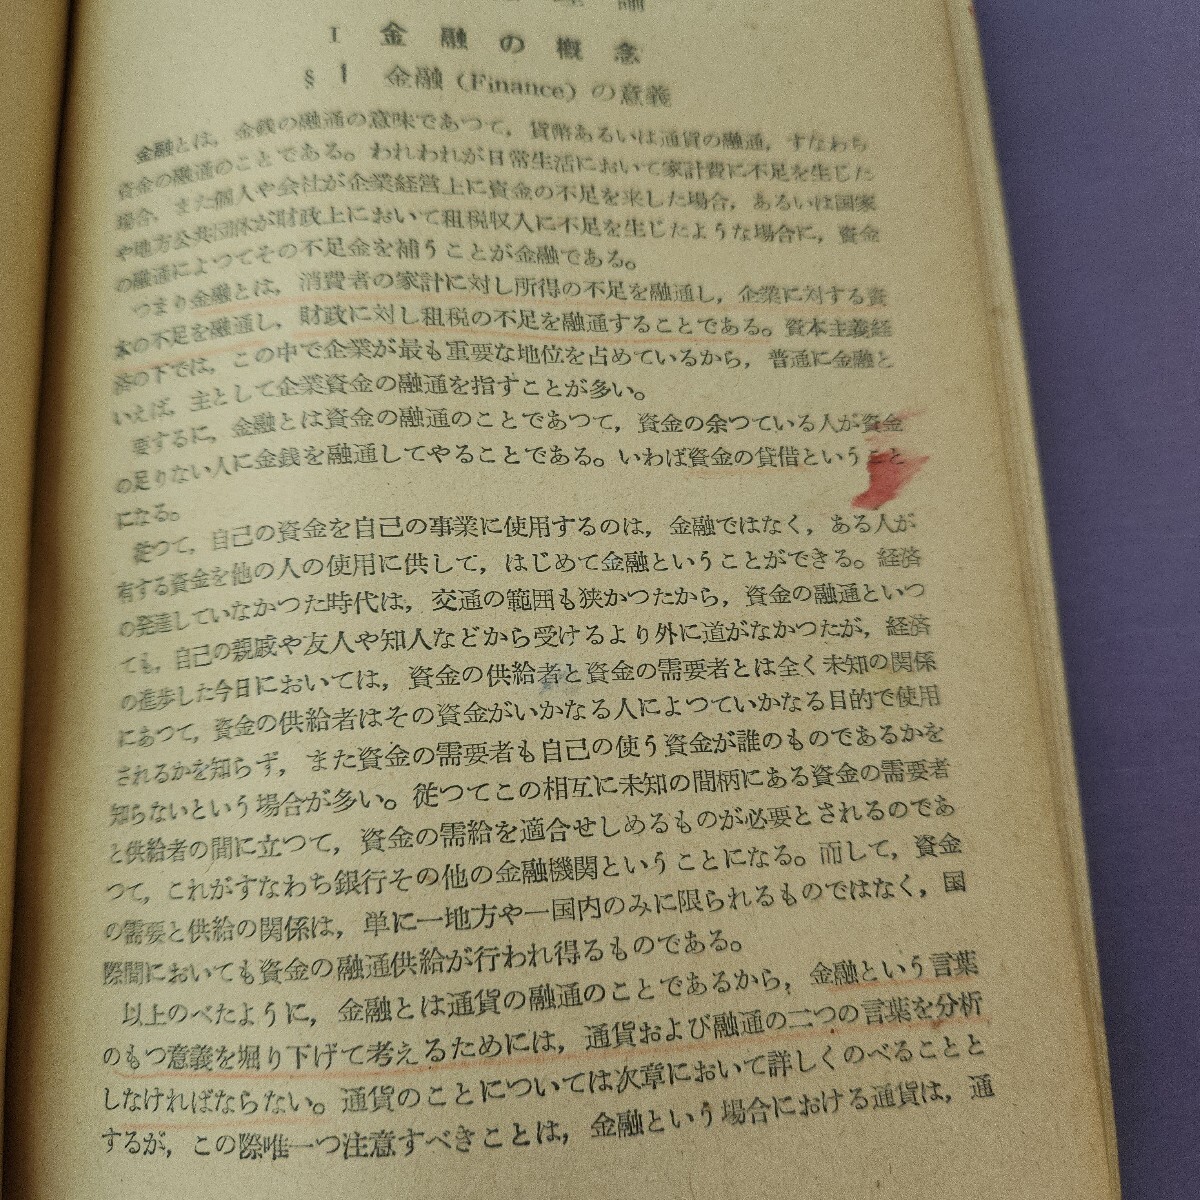 論
I 金融の概念
§ 1 金融 (Finance) の意義
金融とは，金銭の融通の意味であつて，貨幣あるいは通貨の融通，すなわち
資金の融通のことである。われわれが日常生活において家計費に不足を生じた
場合，また個人や会社が企業経営上に資金の不足を来した場合，あるいは国家
や地方公共団体が財政上において租税収入に不足を生じたような場合に，資金
の融通によつてその不足金を補うことが金融である。
つまり金融とは，消費者の家計に対し所得の不足を融通し，企業に対する資
本の不足を融通し，財政に対し租税の不足を融通することである。資本主義経
済の下では，この中で企業が最も重要な地位を占めているから，普通に金融と
いえば，主として企業資金の融通を指すことが多い。
要するに，金融とは資金の融通のことであつて，資金の余つている人が資金
の足りない人に金銭を融通してやることである。いわば資金の貸借ということ
になる。
従つて，自己の資金を自己の事業に使用するのは，金融ではなく，ある人が
有する資金を他の人の使用に供して，はじめて金融ということができる。経済
の発達していなかつた時代は，交通の範囲も狭かつたから，資金の融通といつ
ても，自己の親戚や友人や知人などから受けるより外に道がなかつたが，経済
の進歩した今日においては，資金の供給者と資金の需要者とは全く未知の関係
にあつて，資金の供給者はその資金がいかなる人によつていかなる目的で使用
されるかを知らず，また資金の需要者も自己の使う資金が誰のものであるかを
知らないという場合が多い。従つてこの相互に未知の間柄にある資金の需要者
と供給者の間に立つて，資金の需給を適合せしめるものが必要とされるのであ
つて，これがすなわち銀行その他の金融機関ということになる。而して，資金
の需要と供給の関係は，単に一地方や一国内のみに限られるものではなく，国
際間においても資金の融通供給が行われ得るものである。
以上のべたように，金融とは通貨の融通のことであるから，金融という言葉
のもつ意義を堀り下げて考えるためには，通貨および融通の二つの言葉を分析
しなければならない。通貨のことについては次章において詳しくのべることと
するが，この際唯一つ注意すべきことは，金融という場合における通貨は，通